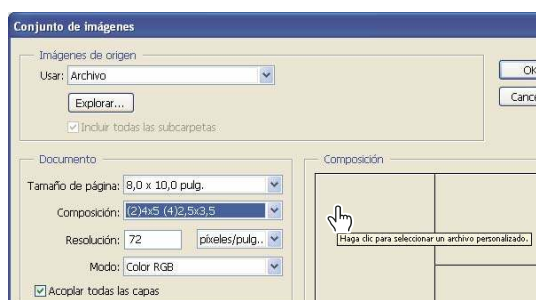 Conjunto de imágenes
Imágenes de origen
Usar: Archivo
OK
Explorar...
Incluir todas las subcarpetas
Documento
Composición
Tamaño de página: 8,0 x 10,0 pulg.
Composición: (2)4x5 (4)2,5x3,5
Haga clic para seleccionar un archivo personalizado.
Resolución: 72 píxeles/pulg..
Modo: Color RGB
Acoplar todas las capas